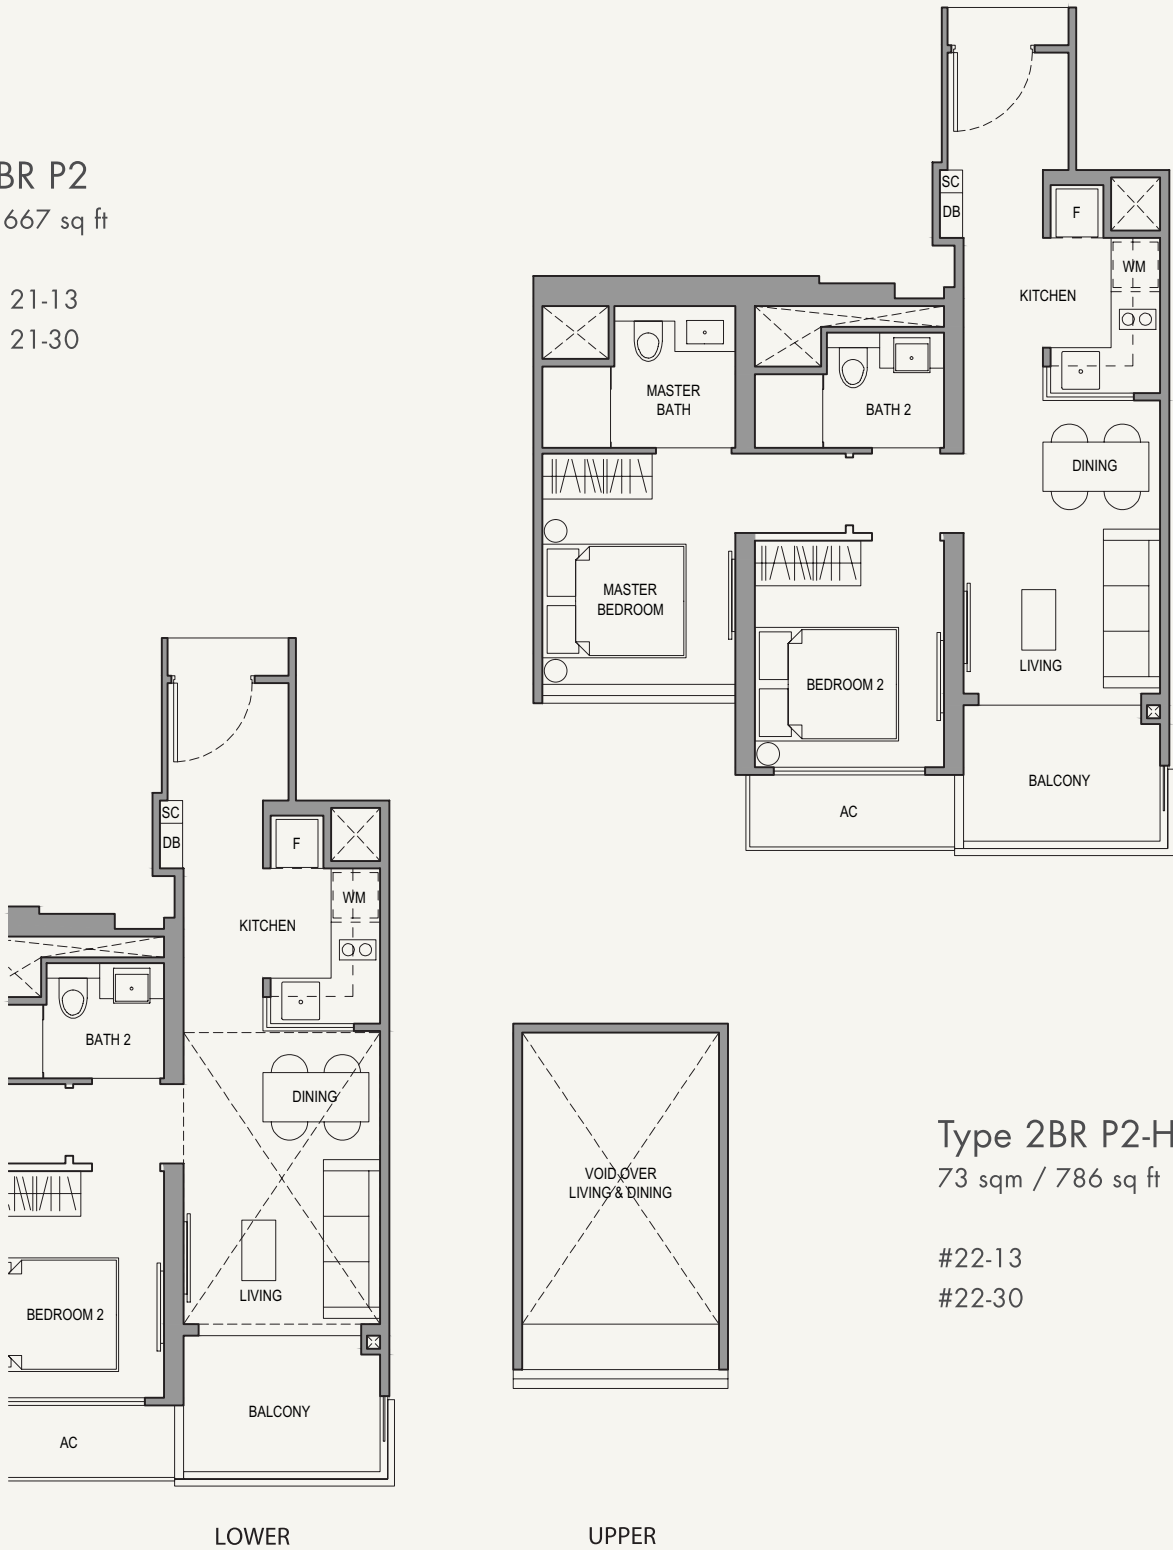 BR P2
667 sq ft
21-13
21-30
SC
DB
F
WM
KITCHEN
MASTER
BATH
BATH 2
DINING
MASTER
BEDROOM
BEDROOM 2
LIVING
BALCONY
AC
SC
DB
F
WM
KITCHEN
BATH 2
DINING
LIVING
BEDROOM 2
BALCONY
AC
VOID OVER
LIVING & DINING
Type 2BR P2-H
73 sqm / 786 sq ft
#22-13
#22-30
LOWER
UPPER